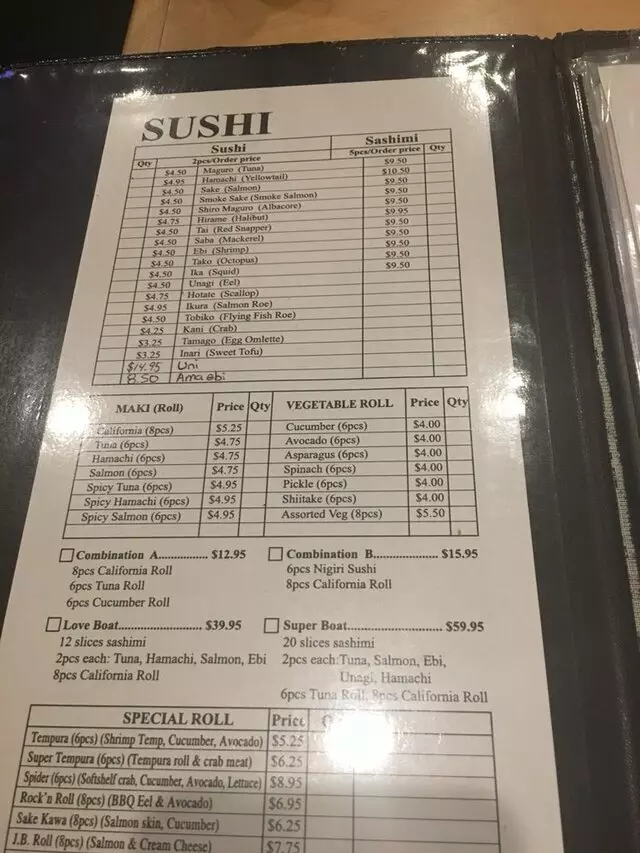 SUSHI
Sushi Sashimi
Qty 2pcs/Order price 5pcs/Order price Qty
$4.50 Maguro (Tuna) $9.50
$4.95 Hamachi (Yellowtail) $10.50
$4.50 Sake (Salmon) $9.50
$4.50 Smoke Sake (Smoke Salmon) $9.50
$4.50 Shiro Maguro (Albacore) $9.50
$4.75 Hirame (Halibut) $9.95
$4.50 Tai (Red Snapper) $9.50
$4.50 Saba (Mackerel) $9.50
$4.50 Ebi (Shrimp) $9.50
$4.50 Tako (Octopus) $9.50
$4.50 Ika (Squid)
$4.50 Unagi (Eel)
$4.75 Hotate (Scallop)
$4.95 Ikura (Salmon Roe)
$4.50 Tobiko (Flying Fish Roe)
$4.25 Kani (Crab)
$3.25 Tamago (Egg Omlette)
$3.25 Inari (Sweet Tofu)
$14.95 Uni
8.50 Amaebi
MAKI (Roll) Price Qty VEGETABLE ROLL Price Qty
California (8pcs) $5.25 Cucumber (6pcs) $4.00
Tuna (6pcs) $4.75 Avocado (6pcs) $4.00
Hamachi (6pcs) $4.75 Asparagus (6pcs) $4.00
Salmon (6pcs) $4.75 Spinach (6pcs) $4.00
Spicy Tuna (6pcs) $4.95 Pickle (6pcs) $4.00
Spicy Hamachi (6pcs) $4.95 Shiitake (6pcs) $4.00
Spicy Salmon (6pcs) $4.95 Assorted Veg (8pcs) $5.50
Combination A............... $12.95
8pcs California Roll
6pcs Tuna Roll
6pcs Cucumber Roll
Combination B..................... $15.95
6pcs Nigiri Sushi
8pcs California Roll
Love Boat.................. $39.95
12 slices sashimi
2pcs each: Tuna, Hamachi, Salmon, Ebi
8pcs California Roll
Super Boat............................ $59.95
20 slices sashimi
2pcs each:Tuna, Salmon, Ebi,
Unagi, Hamachi
6pcs Tuna Roll, 8pcs California Roll
SPECIAL ROLL Price
Tempura (6pcs) (Shrimp Temp, Cucumber, Avocado) $5.25
Super Tempura (6pcs) (Tempura roll & crab meat) $6.25
Spider (6pcs) (Softshelf crab, Cucumber, Avocado, Lettuce) $8.95
Rock'n Roll (8pcs) (BBQ Eel & Avocado) $6.95
Sake Kawa (8pcs) (Salmon skin, Cucumber) $6.25
J.B. Roll (8pcs) (Salmon & Cream Cheese) $7.75